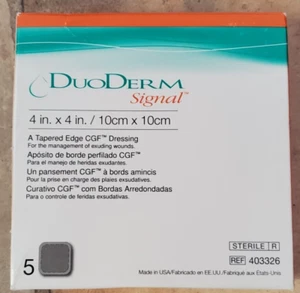 DUODERM
Signal™
4 in. x 4 in. / 10cm x 10cm
A Tapered Edge CGF™ Dressing
For the management of exuding wounds.
Apósito de borde perfilado CGF™
Para el manejo de heridas exudantes.
Un pansement CGF™ à bords amincis
Pour la prise en charge des plaies exsudatives.
Curativo CGF™ com Bordas Arredondadas
Para o controle de feridas exsudativas.
STERILE R
REF 403326
5
Made in USA/Fabricado en EE.UU./Fabriqué aux États-Unis